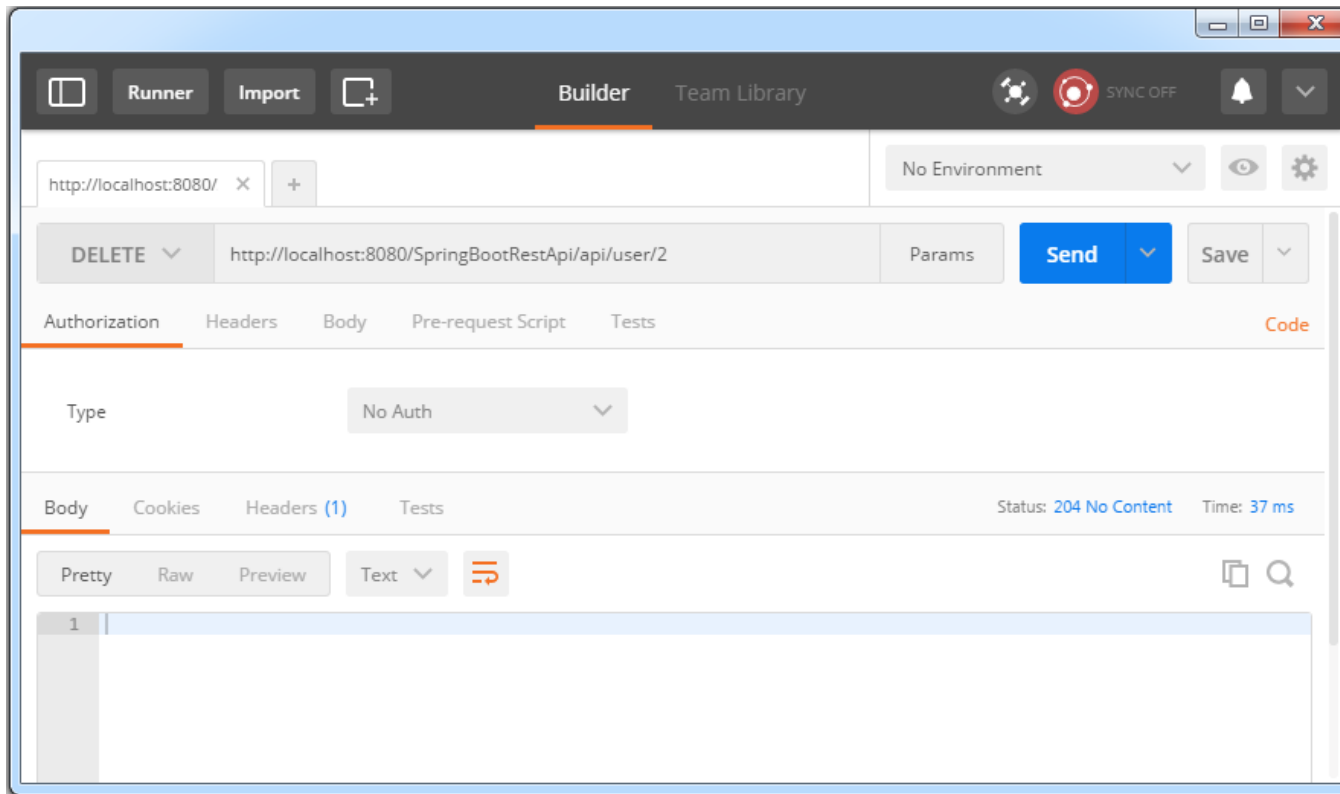 Runner Import Builder Team Library SYNC OFF
http://localhost:8080/ No Environment
DELETE http://localhost:8080/SpringBootRestApi/api/user/2 Params Send Save
Authorization Headers Body Pre-request Script Tests Code
Type No Auth
Body Cookies Headers (1) Tests Status: 204 No Content Time: 37 ms
Pretty Raw Preview Text
1